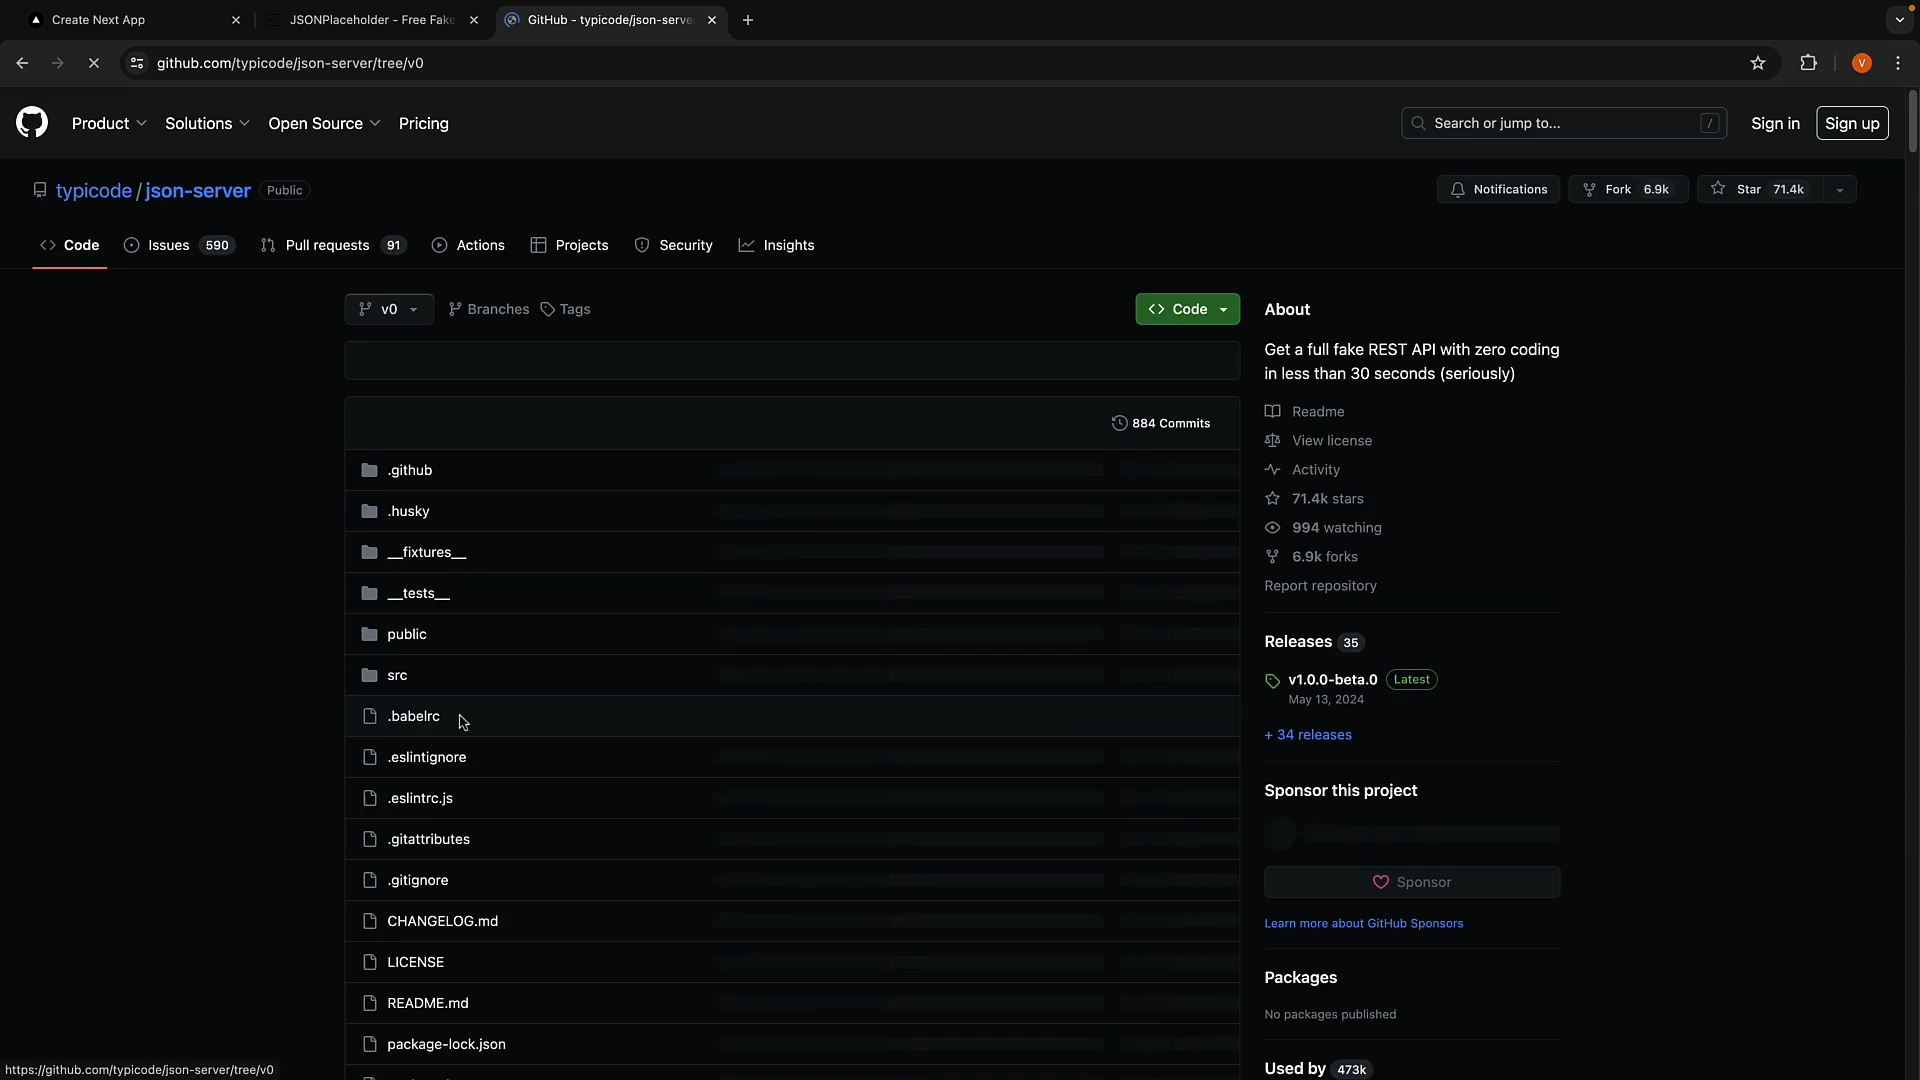 Create Next App
JSONPlaceholder - Free Fake
GitHub - typicode/json-serve
github.com/typicode/json-server/tree/v0
V
Product
Solutions
Open Source
Pricing
Search or jump to...
/
Sign in
Sign up
typicode / json-server
Public
Notifications
Fork 6.9k
Star 71.4k
Code
Issues 590
Pull requests 91
Actions
Projects
Security
Insights
v0
Branches
Tags
Code
884 Commits
.github
.husky
__fixtures__
__tests__
public
src
.babelrc
.eslintignore
.eslintrc.js
.gitattributes
.gitignore
CHANGELOG.md
LICENSE
README.md
package-lock.json
About
Get a full fake REST API with zero coding
in less than 30 seconds (seriously)
Readme
View license
Activity
71.4k stars
994 watching
6.9k forks
Report repository
Releases 35
v1.0.0-beta.0 Latest
May 13, 2024
+ 34 releases
Sponsor this project
Sponsor
Learn more about GitHub Sponsors
Packages
No packages published
Used by 473k
https://github.com/typicode/json-server/tree/v0